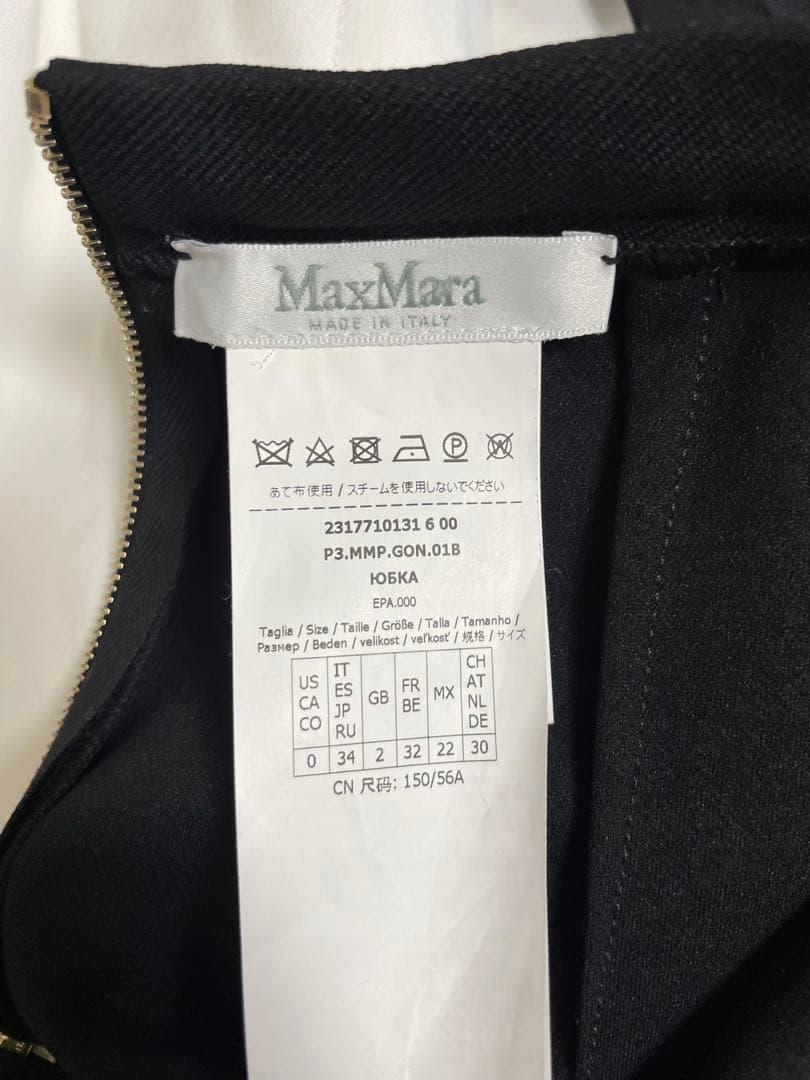 MaxMara
MADE IN ITALY
あて布使用 / スチームを使用しないでください
2317710131 6 00
P3.MMP.GON.01B
ЮБКА
EPA.000
Taglia / Size / Taille / Größe / Talla / Tamanho /
Размер / Beden / velikost / veľkosť / 规格 / サイズ
US CA CO IT ES JP RU GB FR BE MX CH AT NL DE
0 34 2 32 22 30
CN 尺码: 150/56A